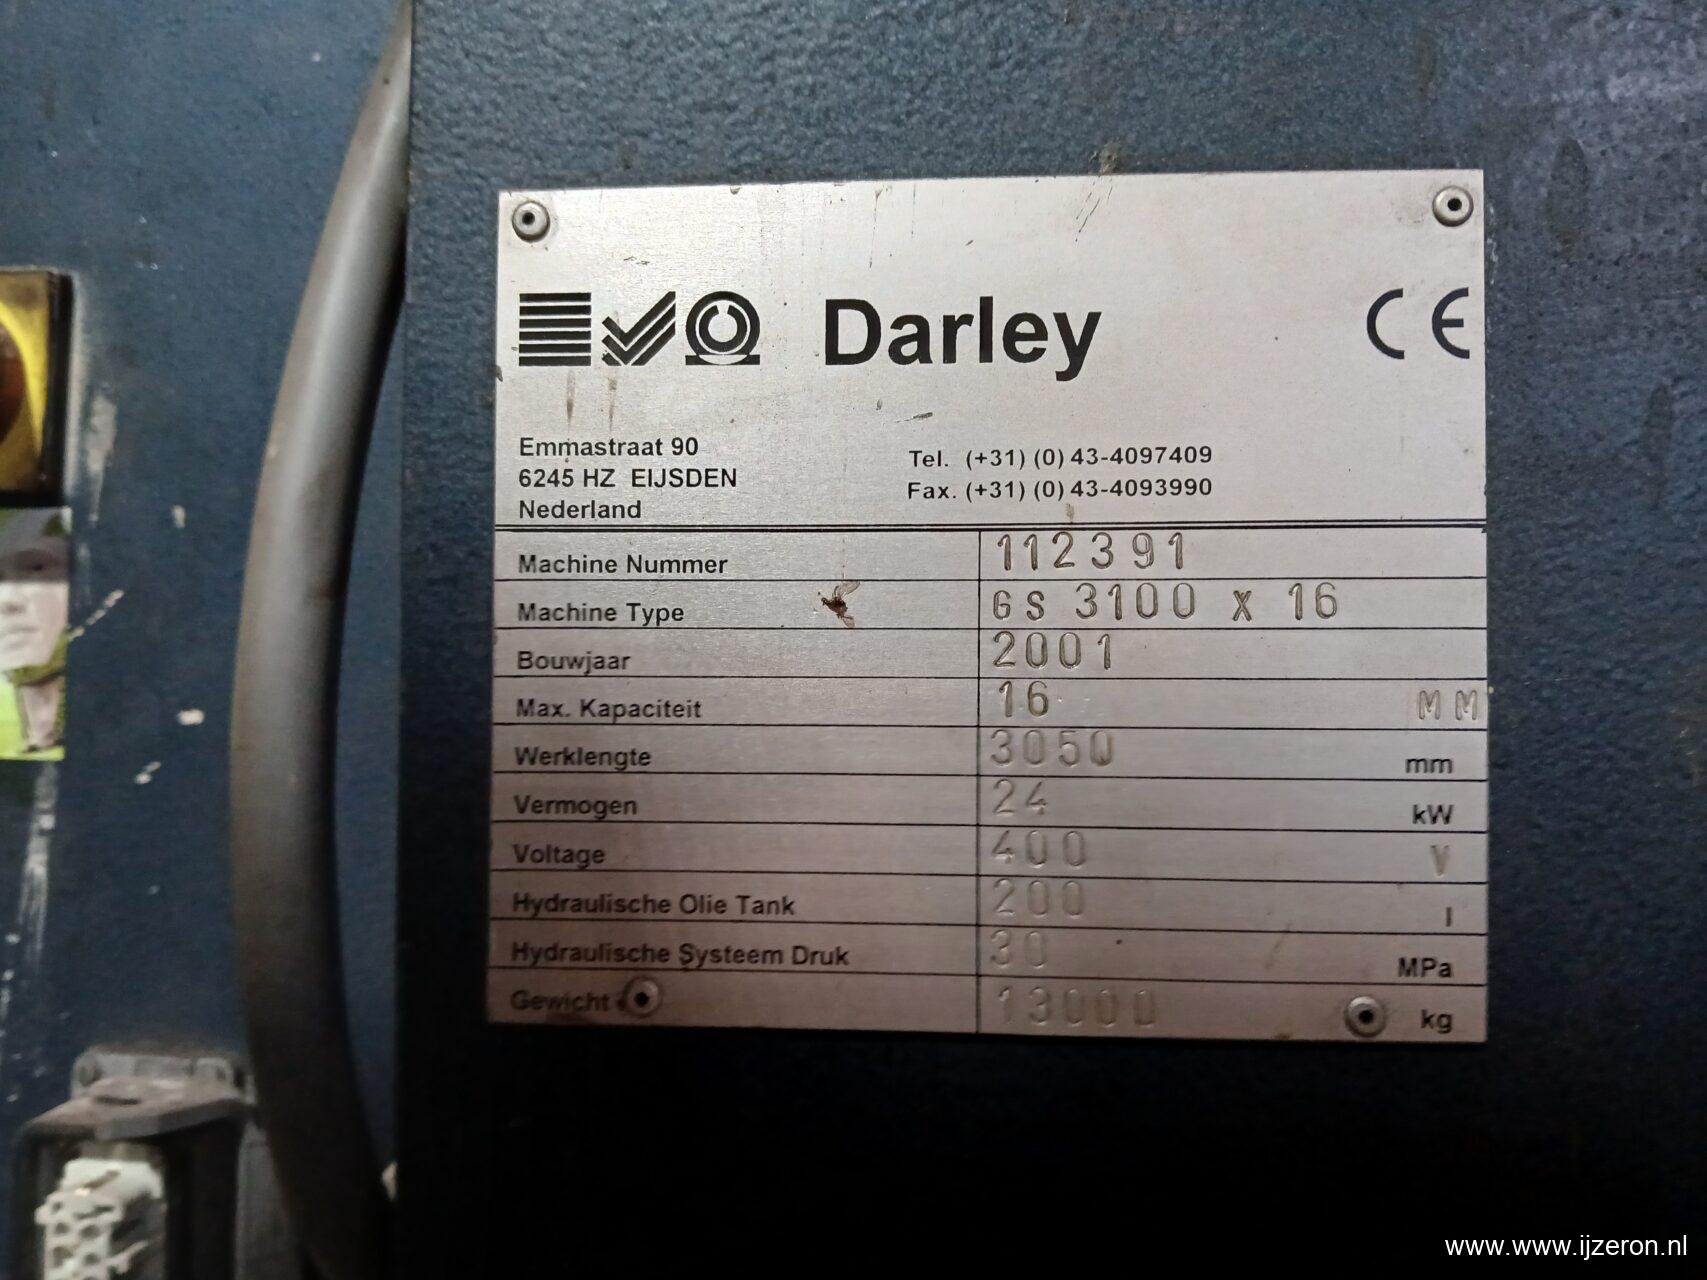 Darley CE
Emmastraat 90
6245 HZ EIJSDEN
Nederland
Tel. (+31) (0) 43-4097409
Fax. (+31) (0) 43-4093990
Machine Nummer 112391
Machine Type GS 3100 x 16
Bouwjaar 2001
Max. Kapaciteit 16 MM
Werklengte 3050 mm
Vermogen 24 kW
Voltage 400 V
Hydraulische Olie Tank 200 l
Hydraulische Systeem Druk 30 MPa
Gewicht 13000 kg
www.www.ijzeron.nl